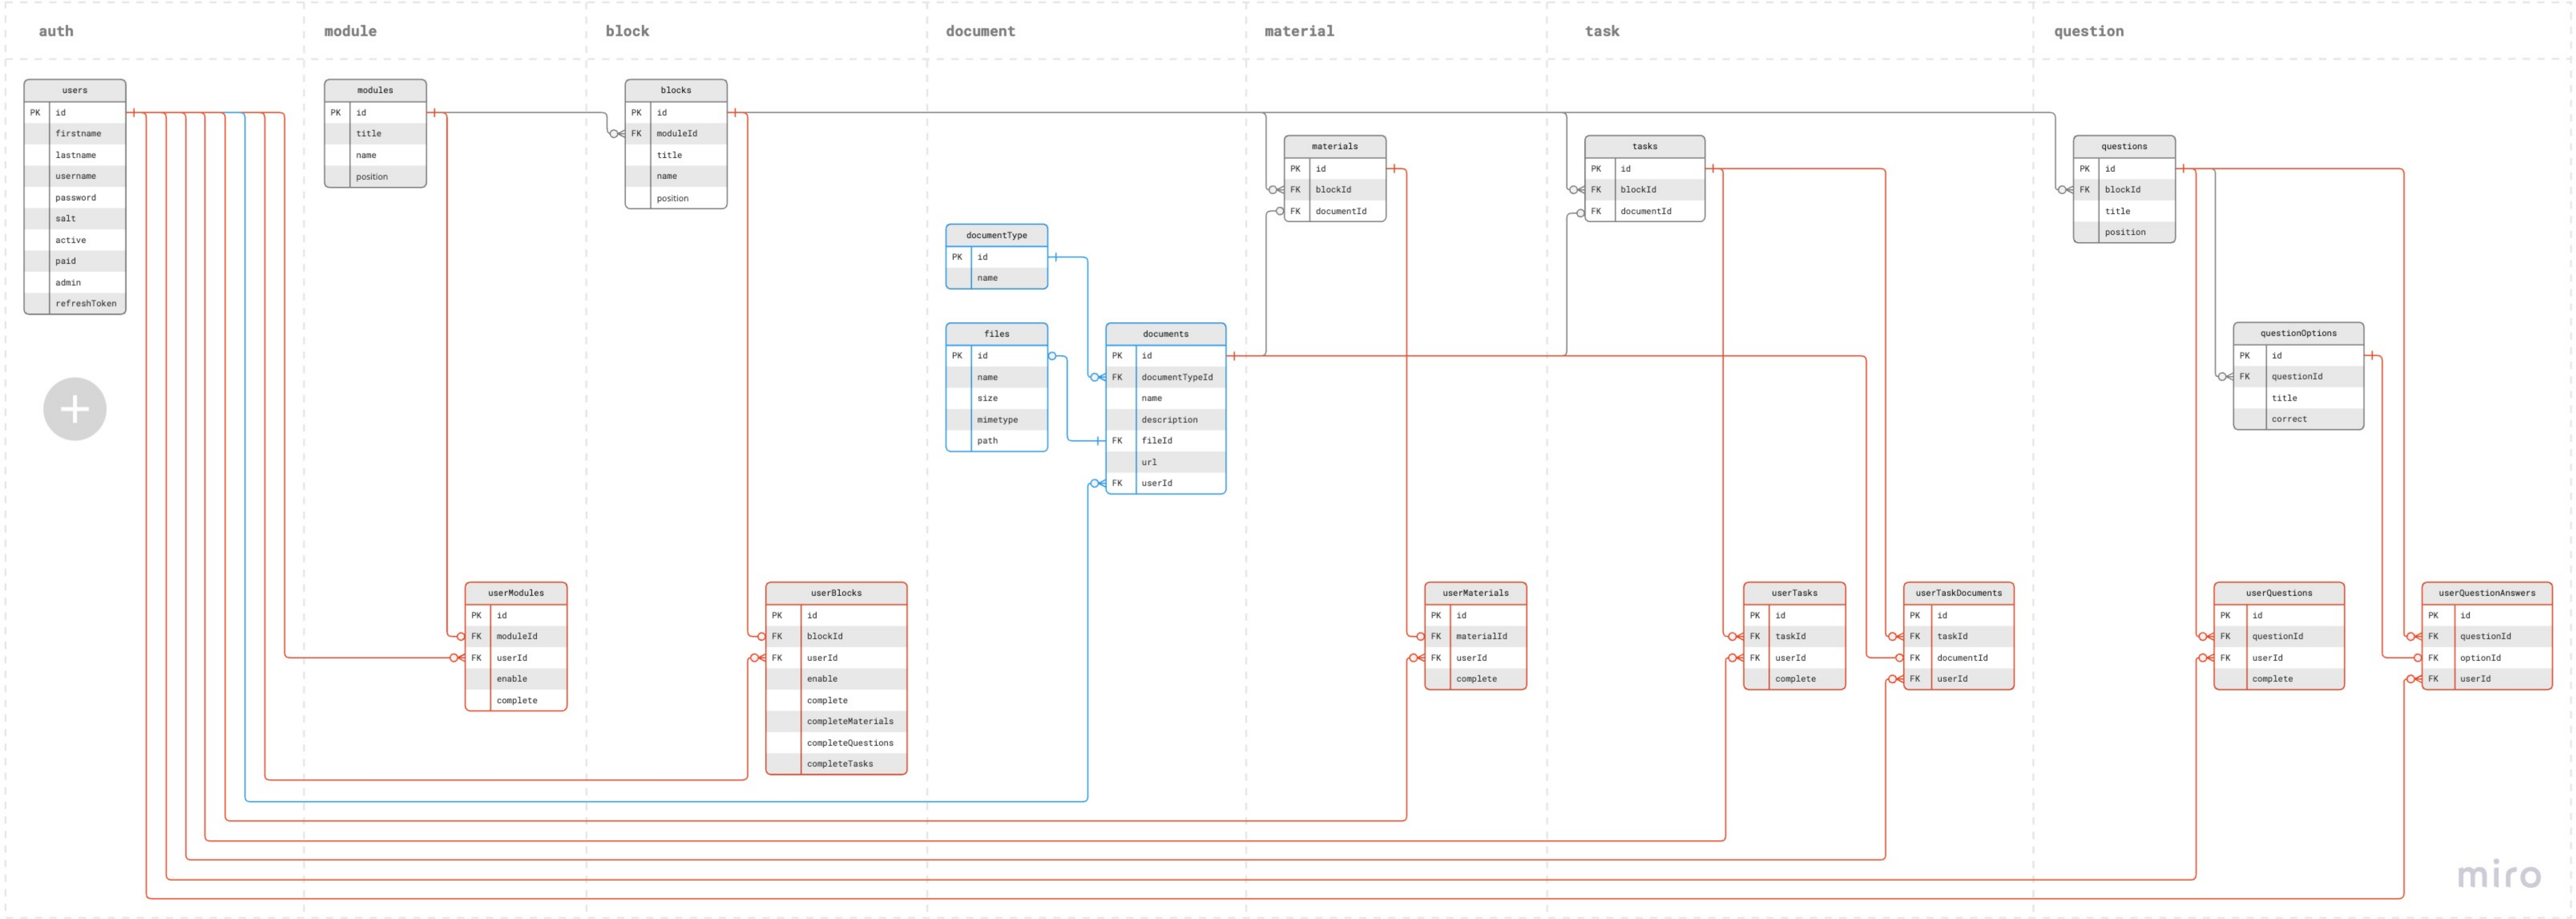 auth
module
block
document
material
task
question
users
PK id
firstname
lastname
username
password
salt
active
paid
admin
refreshToken
modules
PK id
title
name
position
blocks
PK id
FK moduleId
title
name
position
documentType
PK id
name
files
PK id
name
size
mimetype
path
documents
PK id
FK documentTypeId
name
description
FK fileId
url
FK userId
materials
PK id
FK blockId
FK documentId
tasks
PK id
FK blockId
FK documentId
questions
PK id
FK blockId
title
position
questionOptions
PK id
FK questionId
title
correct
userModules
PK id
FK moduleId
FK userId
enable
complete
userBlocks
PK id
FK blockId
FK userId
enable
complete
completeMaterials
completeQuestions
completeTasks
userMaterials
PK id
FK materialId
FK userId
complete
userTasks
PK id
FK taskId
FK userId
complete
userTaskDocuments
PK id
FK taskId
FK documentId
FK userId
userQuestions
PK id
FK questionId
FK userId
complete
userQuestionAnswers
PK id
FK questionId
FK optionId
FK userId
miro